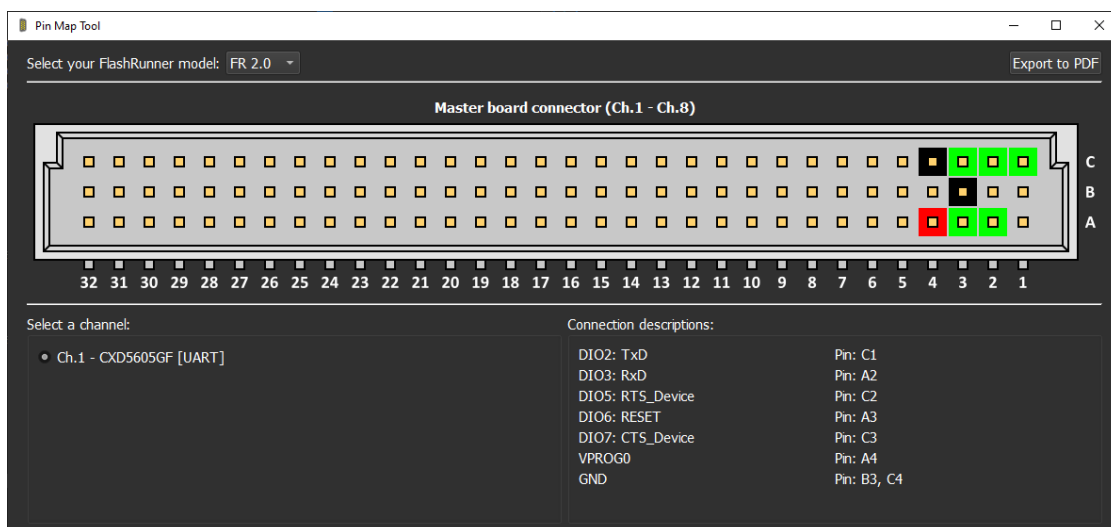 Pin Map Tool
Select your FlashRunner model: FR 2.0
Export to PDF
Master board connector (Ch.1 - Ch.8)
C
B
A
32 31 30 29 28 27 26 25 24 23 22 21 20 19 18 17 16 15 14 13 12 11 10 9 8 7 6 5 4 3 2 1
Select a channel:
Ch.1 - CXD5605GF [UART]
Connection descriptions:
DIO2: TxD Pin: C1
DIO3: RxD Pin: A2
DIO5: RTS_Device Pin: C2
DIO6: RESET Pin: A3
DIO7: CTS_Device Pin: C3
VPROG0 Pin: A4
GND Pin: B3, C4